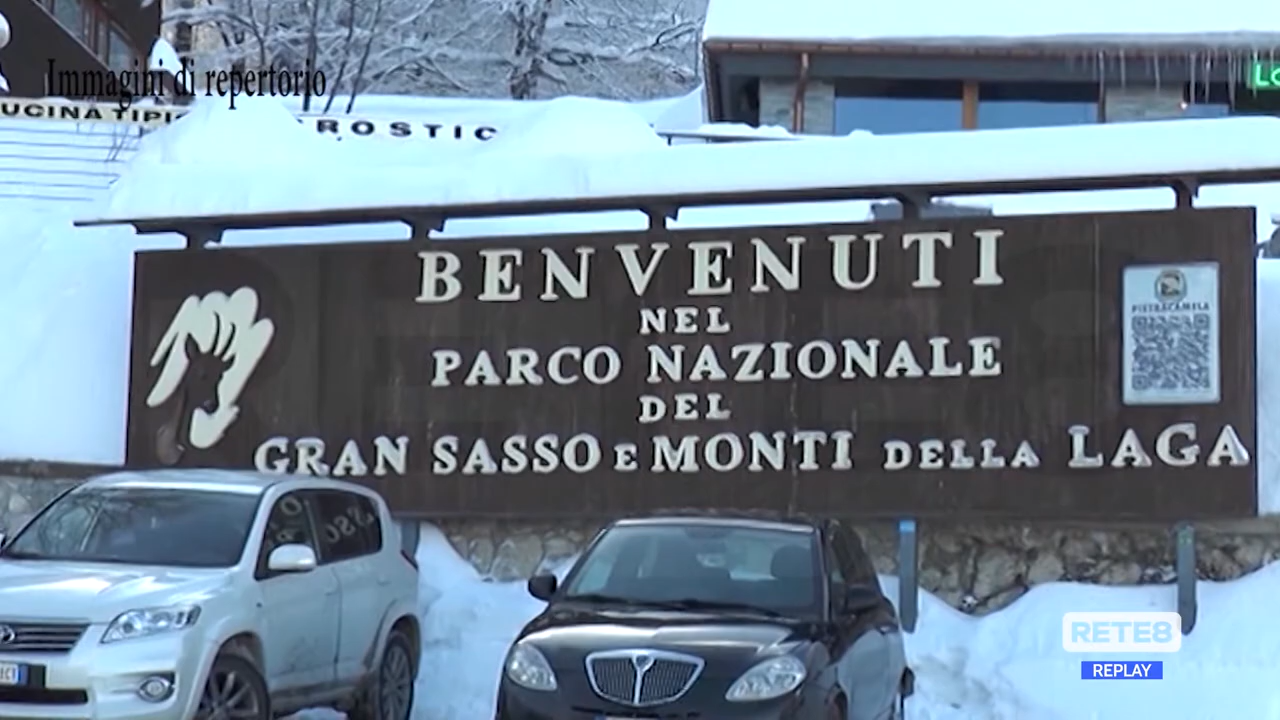 Immagini di repertorio
UCINA TIPIC
ROSTIC
LO
BENVENUTI
NEL
PARCO NAZIONALE
DEL
GRAN SASSO E MONTI DELLA LAGA
PIETRACAMELA
RETE8
REPLAY